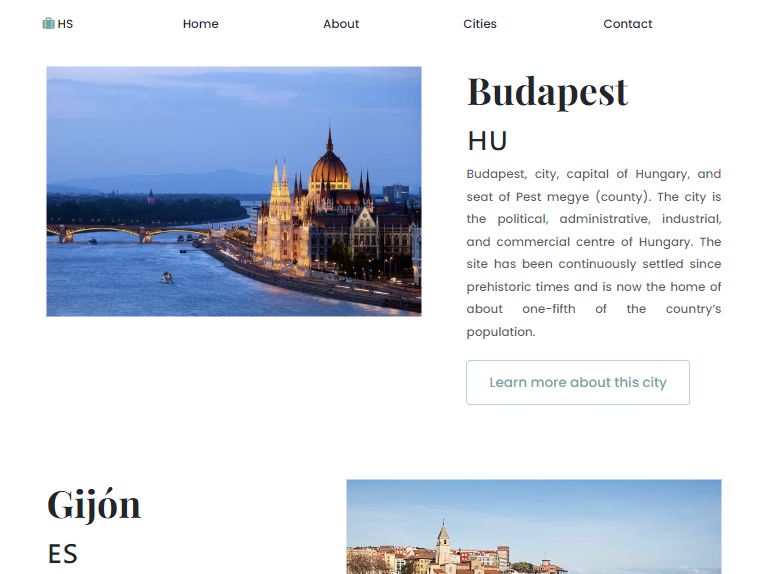 HS Home About Cities Contact
Budapest
HU
Budapest, city, capital of Hungary, and
seat of Pest megye (county). The city is
the political, administrative, industrial,
and commercial centre of Hungary. The
site has been continuously settled since
prehistoric times and is now the home of
about one-fifth of the country’s
population.
Learn more about this city
Gijón
ES